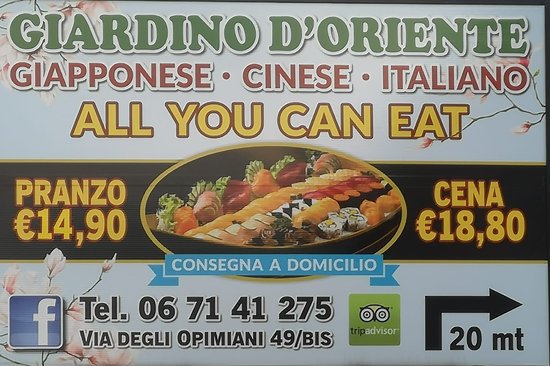 GIARDINO D'ORIENTE
GIAPPONESE · CINESE · ITALIANO
ALL YOU CAN EAT
PRANZO
€14,90
CENA
€18,80
CONSEGNA A DOMICILIO
f
Tel. 06 71 41 275
VIA DEGLI OPIMIANI 49/BIS
tripadvisor
20 mt